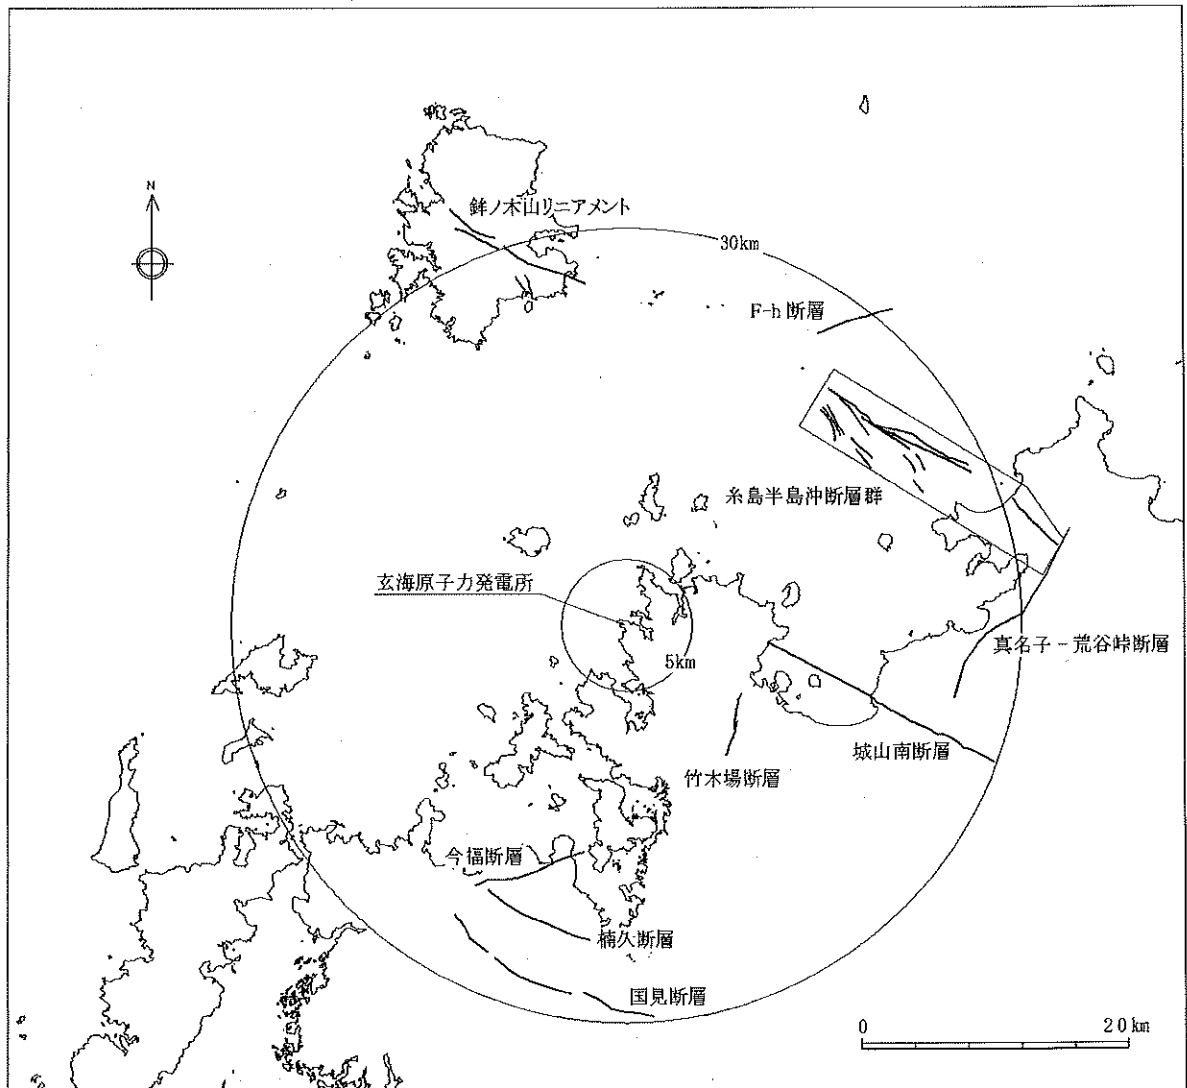 N
鉾ノ木山リニアメント
30km
F-h 断層
糸島半島沖断層群
玄海原子力発電所
5km
真名子－荒谷峠断層
城山南断層
竹木場断層
今福断層
楠久断層
国見断層
0 20km